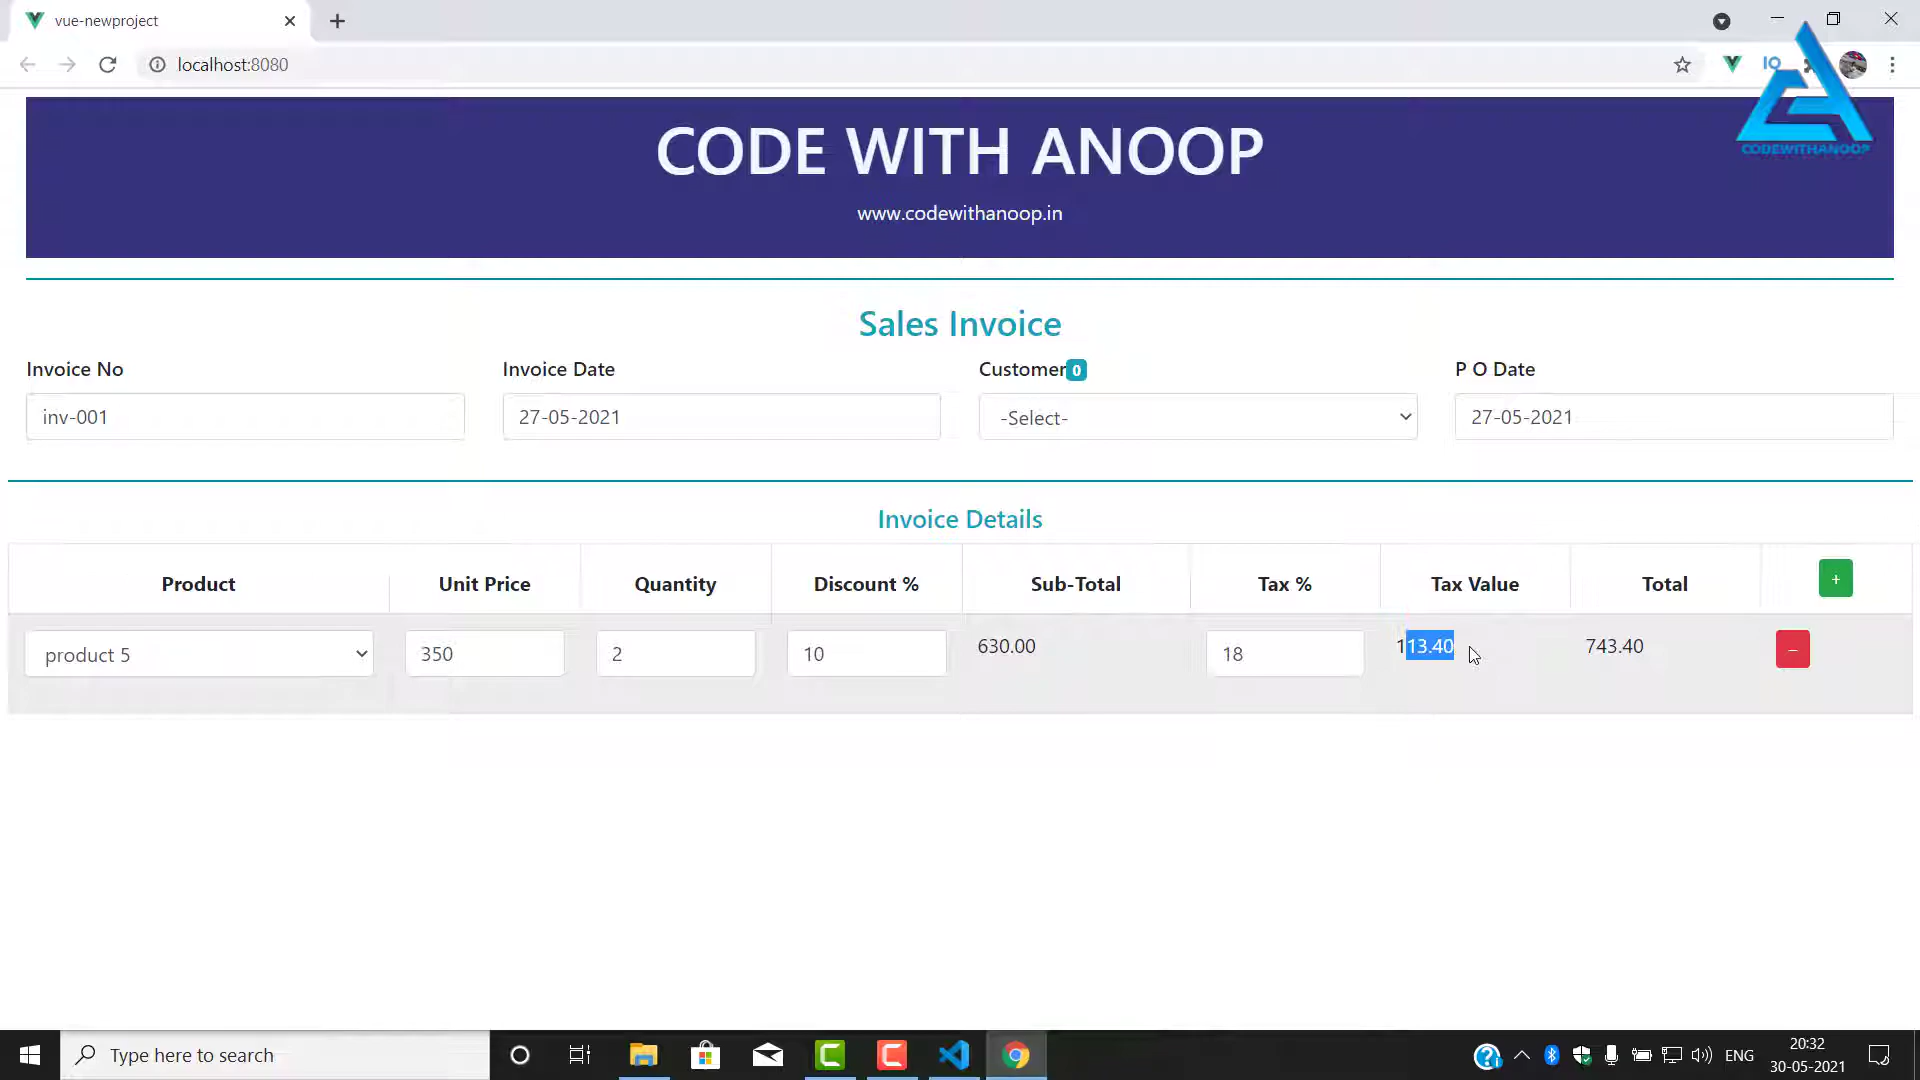 vue-newproject
localhost:8080
IO
CODEWITHANOOP
CODE WITH ANOOP
www.codewithanoop.in
Sales Invoice
Invoice No
Invoice Date
Customer 0
P O Date
inv-001
27-05-2021
-Select-
27-05-2021
Invoice Details
Product
Unit Price
Quantity
Discount %
Sub-Total
Tax %
Tax Value
Total
+
product 5
350
2
10
630.00
18
113.40
743.40
-
Type here to search
ENG
20:32
30-05-2021